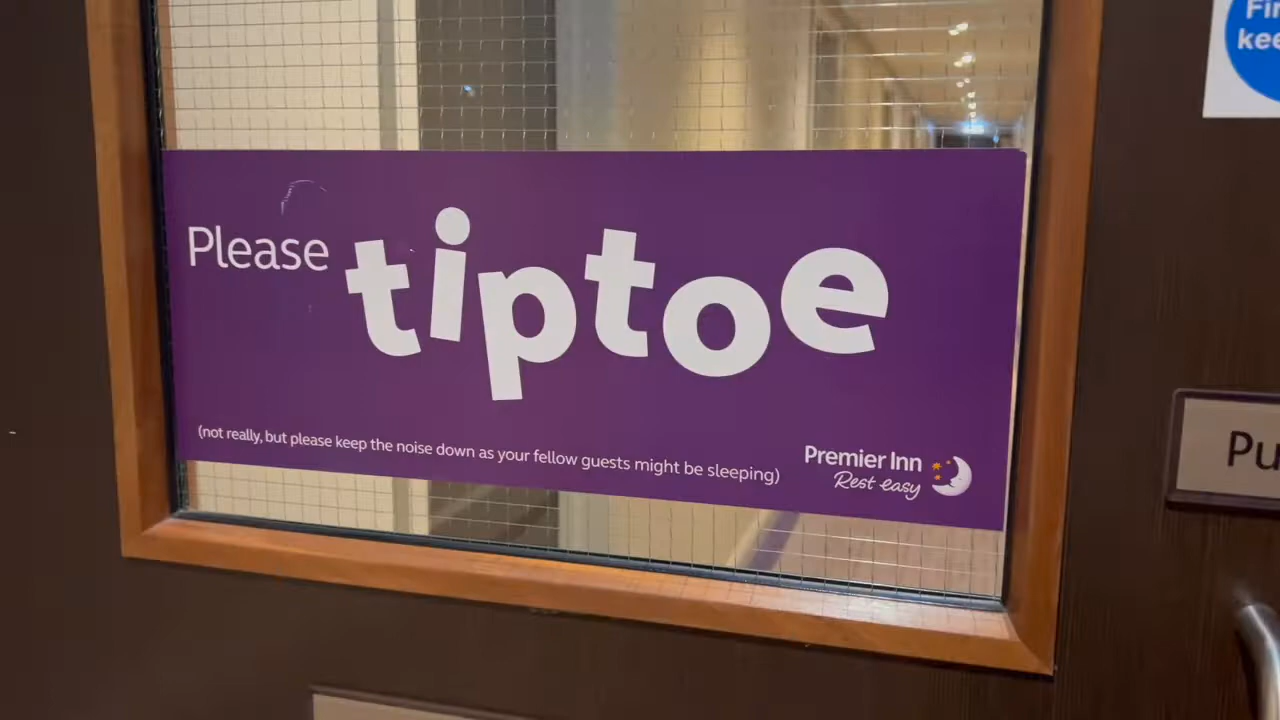 Please tiptoe
(not really, but please keep the noise down as your fellow guests might be sleeping)
Premier Inn
Rest easy